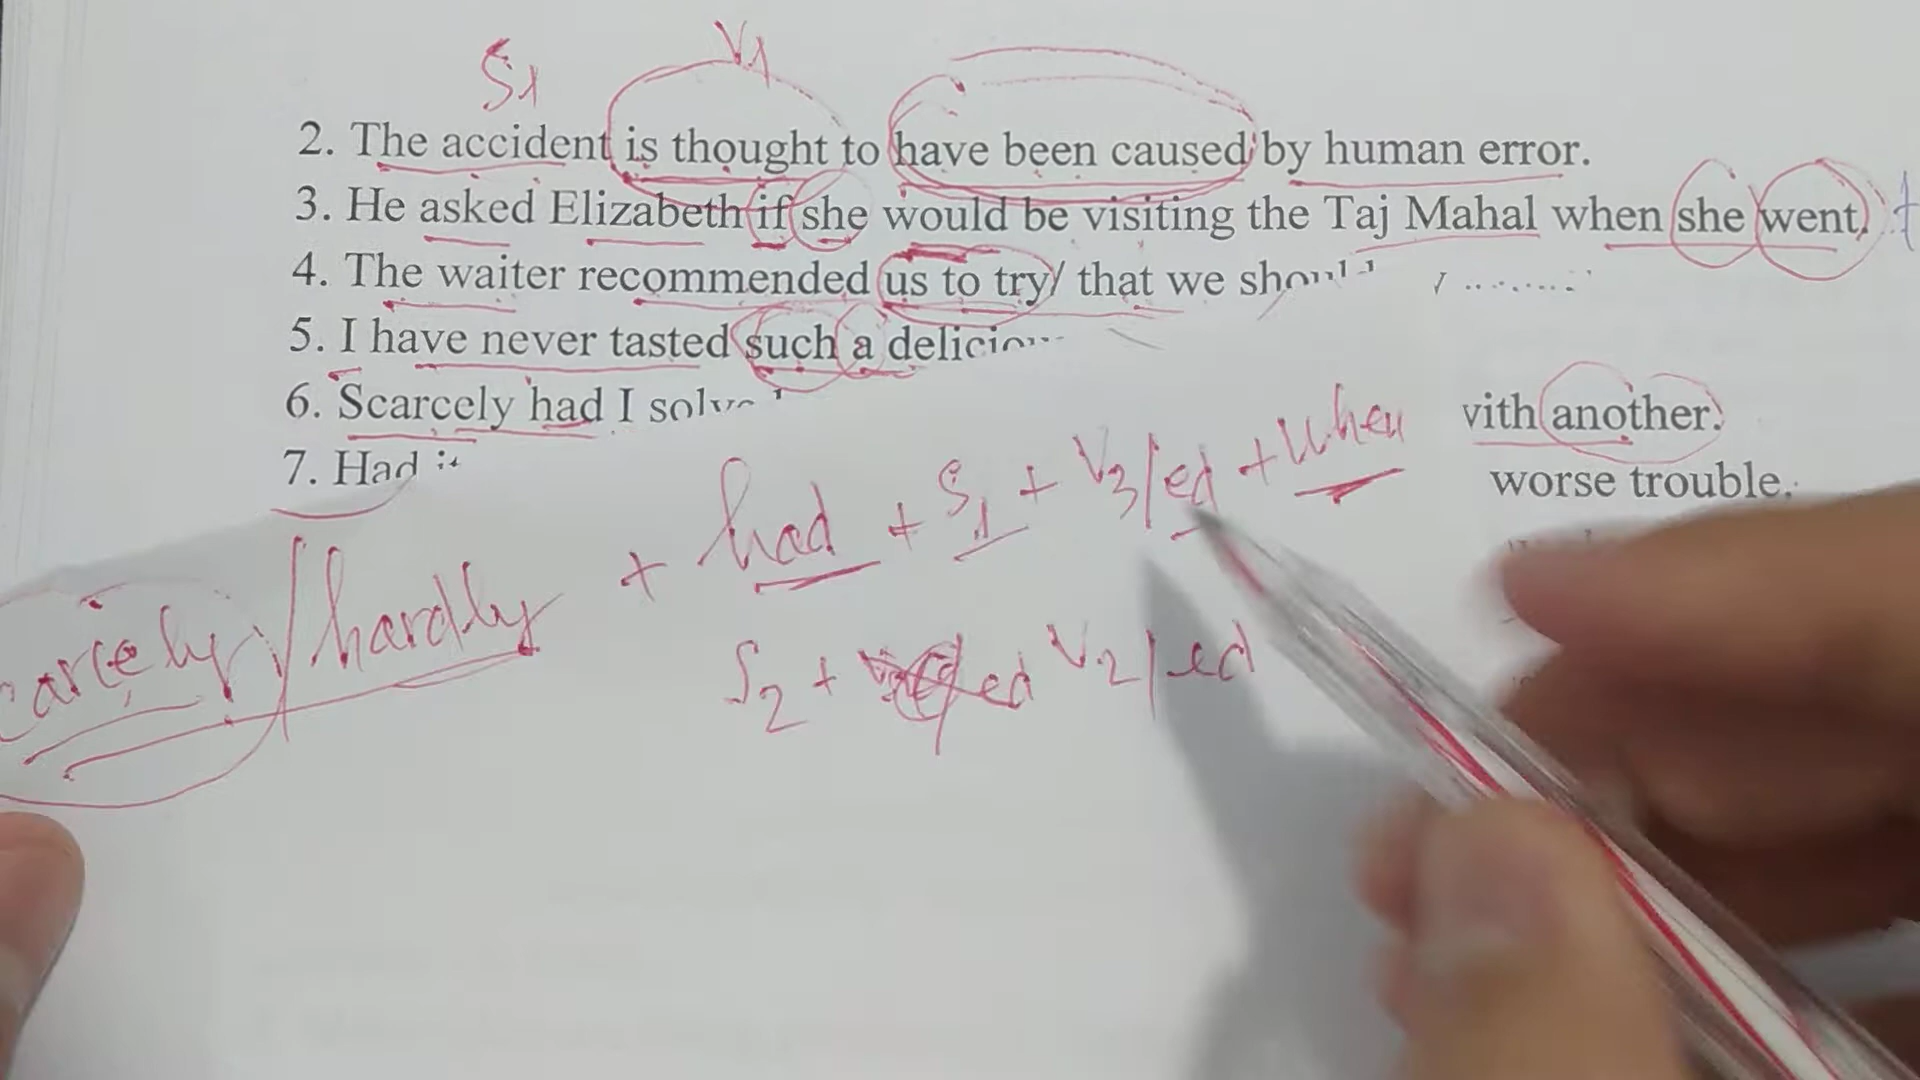 S1 V1
2. The accident is thought to have been caused by human error.
3. He asked Elizabeth if she would be visiting the Taj Mahal when she went.
4. The waiter recommended us to try/ that we
5. I have never tasted such a
6. Scarcely had I another.
7. Had worse trouble.
/hardly + had + S1 + V3/ed + when
S2 + ed V2/ed